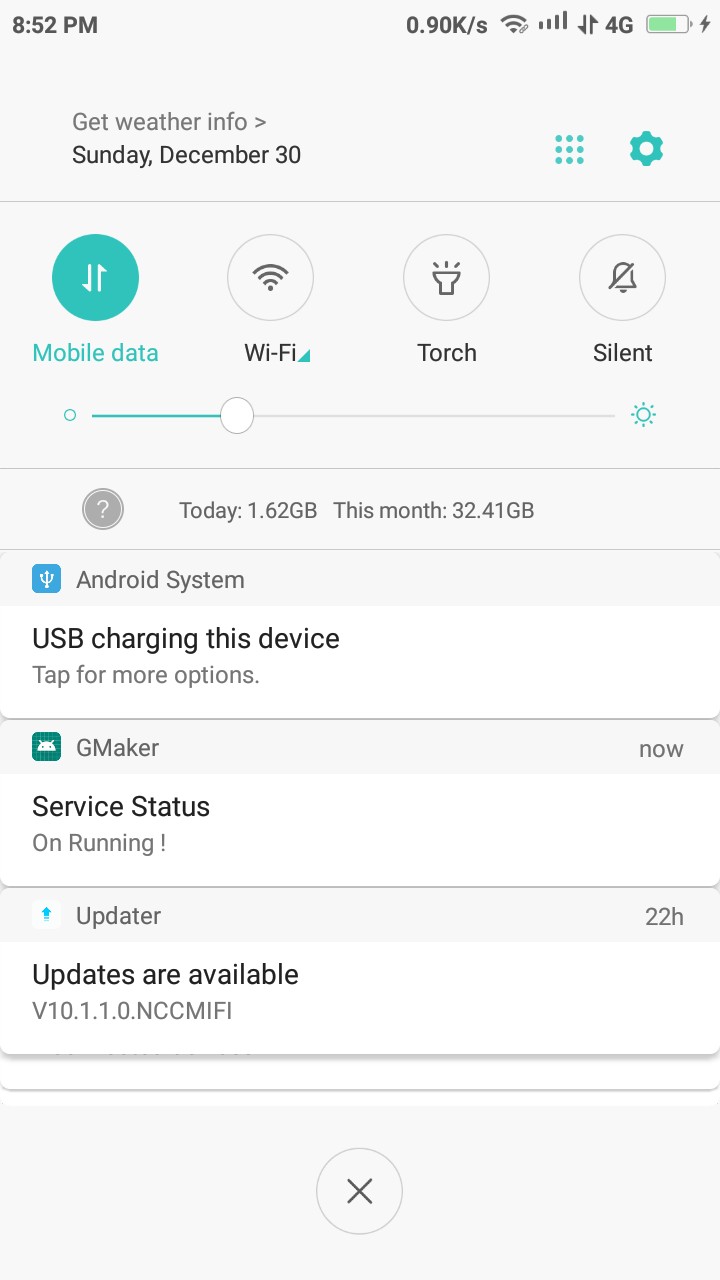 8:52 PM 0.90K/s 4G
Get weather info >
Sunday, December 30
Mobile data Wi-Fi Torch Silent
? Today: 1.62GB This month: 32.41GB
Android System
USB charging this device
Tap for more options.
GMaker now
Service Status
On Running !
Updater 22h
Updates are available
V10.1.1.0.NCCMIFI